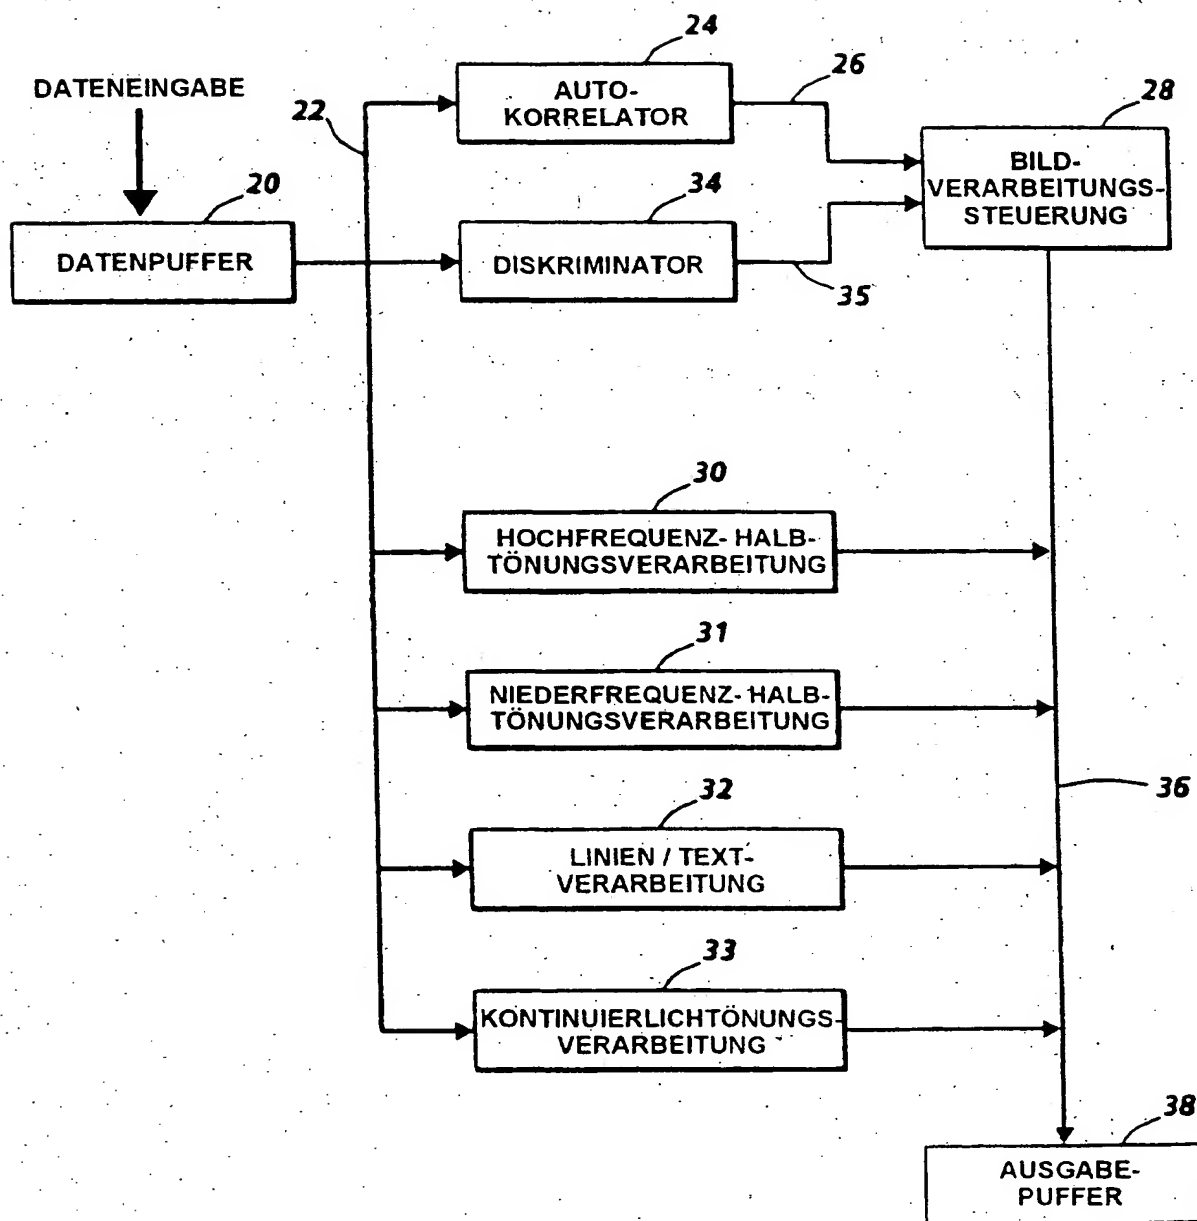 24
DATENEINGABE
AUTO-
KORRELATOR
26
28
22
BILD-
VERARBEITUNGS-
STEUERUNG
20
34
DATENPUFFER
DISKRIMINATOR
35
30
HOCHFREQUENZ-HALB-
TÖNUNGSVERARBEITUNG
31
NIEDERFREQUENZ-HALB-
TÖNUNGSVERARBEITUNG
36
32
LINIEN / TEXT-
VERARBEITUNG
33
KONTINUIERLICHTÖNUNGS-
VERARBEITUNG
38
AUSGABE-
PUFFER